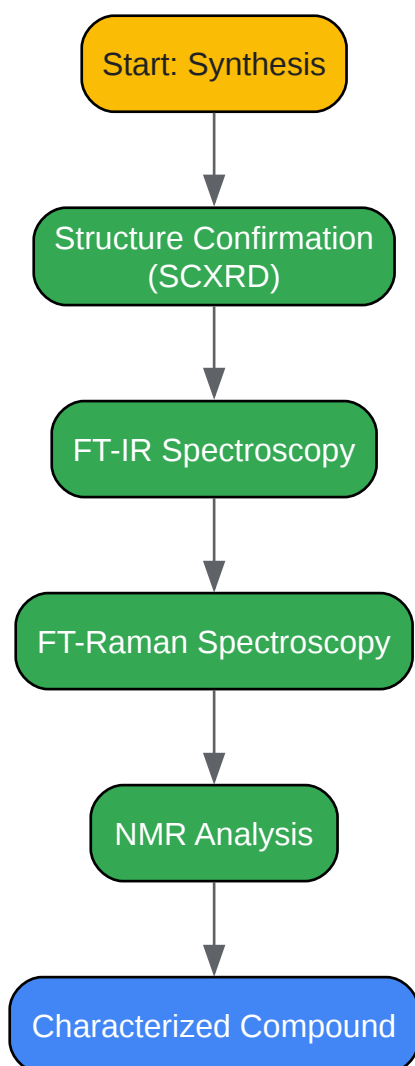 Start: Synthesis
Structure Confirmation
(SCXRD)
FT-IR Spectroscopy
FT-Raman Spectroscopy
NMR Analysis
Characterized Compound